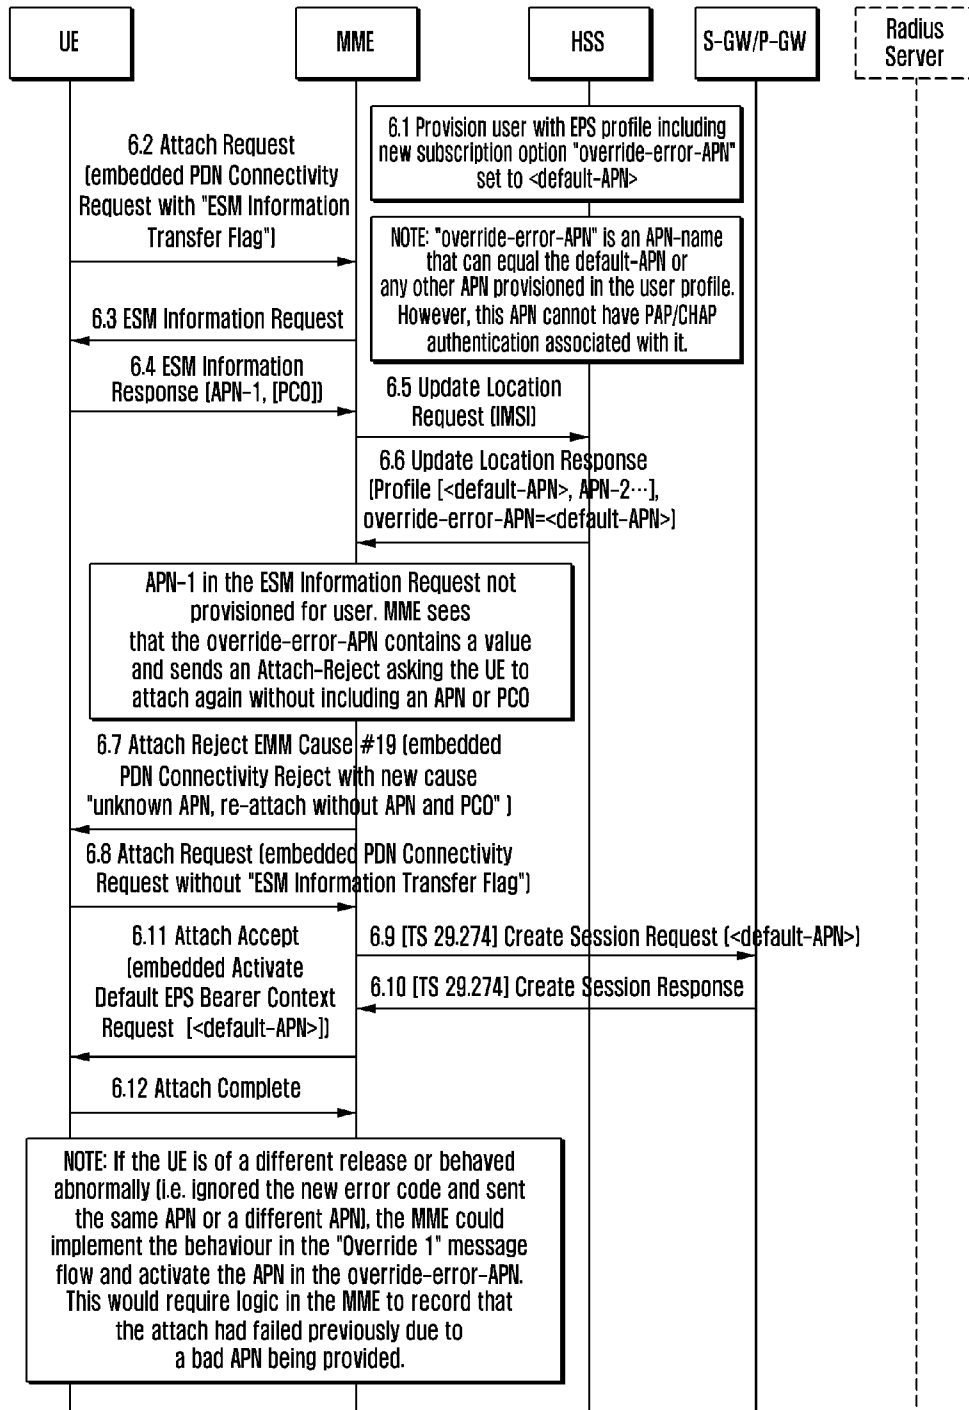 UE
MME
HSS
S-GW/P-GW
Radius
Server
6.1 Provision user with EPS profile including
new subscription option "override-error-APN"
set to <default-APN>
6.2 Attach Request
(embedded PDN Connectivity
Request with "ESM Information
Transfer Flag")
NOTE: "override-error-APN" is an APN-name
that can equal the default-APN or
any other APN provisioned in the user profile.
However, this APN cannot have PAP/CHAP
authentication associated with it.
6.3 ESM Information Request
6.4 ESM Information
Response (APN-1, [PCO])
6.5 Update Location
Request (IMSI)
6.6 Update Location Response
(Profile [<default-APN>, APN-2···],
override-error-APN=<default-APN>)
APN-1 in the ESM Information Request not
provisioned for user. MME sees
that the override-error-APN contains a value
and sends an Attach-Reject asking the UE to
attach again without including an APN or PCO
6.7 Attach Reject EMM Cause #19 (embedded
PDN Connectivity Reject with new cause
"unknown APN, re-attach without APN and PCO" )
6.8 Attach Request (embedded PDN Connectivity
Request without "ESM Information Transfer Flag")
6.9 [TS 29.274] Create Session Request (<default-APN>)
6.10 [TS 29.274] Create Session Response
6.11 Attach Accept
(embedded Activate
Default EPS Bearer Context
Request [<default-APN>])
6.12 Attach Complete
NOTE: If the UE is of a different release or behaved
abnormally (i.e. ignored the new error code and sent
the same APN or a different APN), the MME could
implement the behaviour in the "Override 1" message
flow and activate the APN in the override-error-APN.
This would require logic in the MME to record that
the attach had failed previously due to
a bad APN being provided.